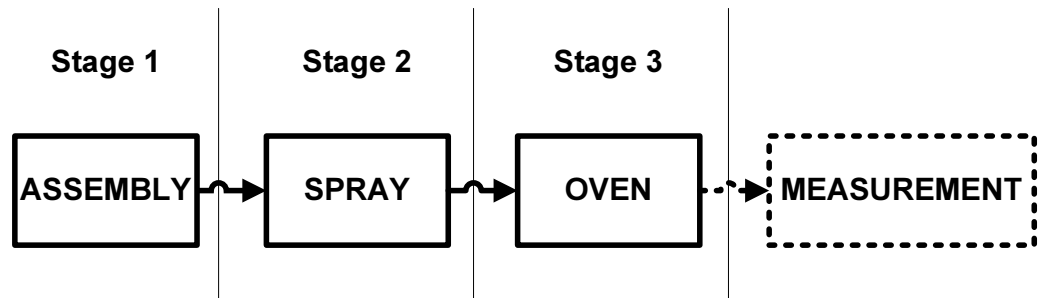 Stage 1
Stage 2
Stage 3
ASSEMBLY
SPRAY
OVEN
MEASUREMENT